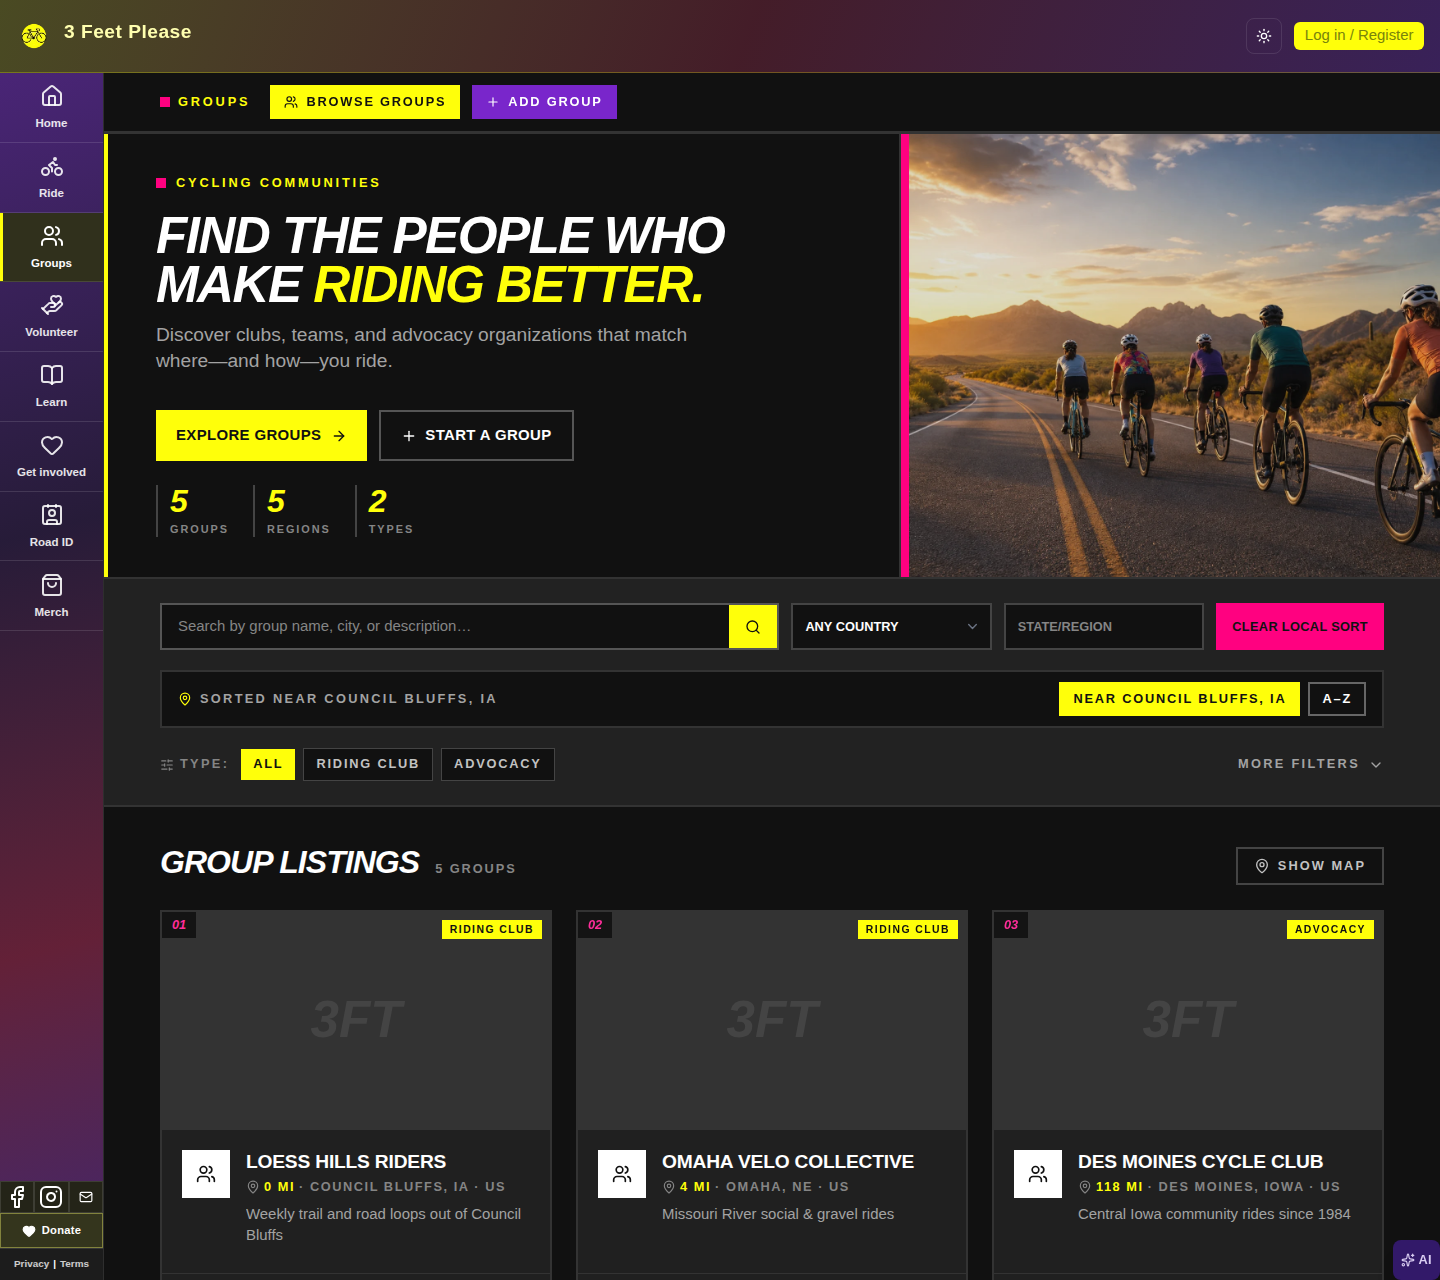 3 Feet Please
Log in / Register
Home
Ride
Groups
Volunteer
Learn
Get involved
Road ID
Merch
Donate
Privacy | Terms
GROUPS
BROWSE GROUPS
ADD GROUP
CYCLING COMMUNITIES
FIND THE PEOPLE WHO
MAKE RIDING BETTER.
Discover clubs, teams, and advocacy organizations that match
where—and how—you ride.
EXPLORE GROUPS
START A GROUP
5
GROUPS
5
REGIONS
2
TYPES
Search by group name, city, or description…
ANY COUNTRY
STATE/REGION
CLEAR LOCAL SORT
SORTED NEAR COUNCIL BLUFFS, IA
NEAR COUNCIL BLUFFS, IA
A–Z
TYPE:
ALL
RIDING CLUB
ADVOCACY
MORE FILTERS
GROUP LISTINGS
5 GROUPS
SHOW MAP
01
RIDING CLUB
3FT
LOESS HILLS RIDERS
0 MI · COUNCIL BLUFFS, IA · US
Weekly trail and road loops out of Council
Bluffs
02
RIDING CLUB
3FT
OMAHA VELO COLLECTIVE
4 MI · OMAHA, NE · US
Missouri River social & gravel rides
03
ADVOCACY
3FT
DES MOINES CYCLE CLUB
118 MI · DES MOINES, IOWA · US
Central Iowa community rides since 1984
AI